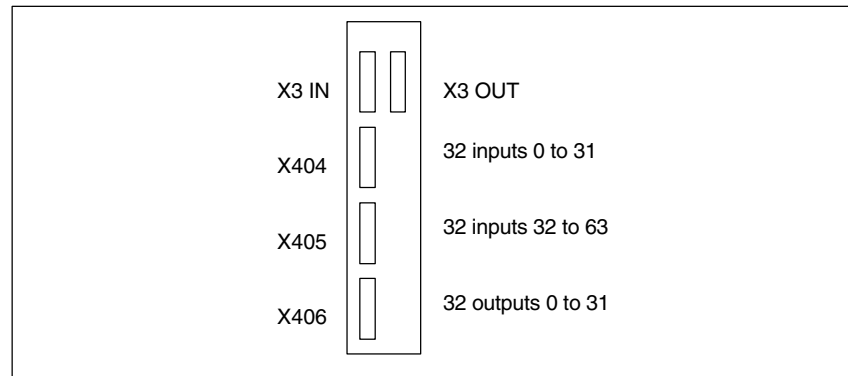 X3 IN X3 OUT
X404 32 inputs 0 to 31
X405 32 inputs 32 to 63
X406 32 outputs 0 to 31